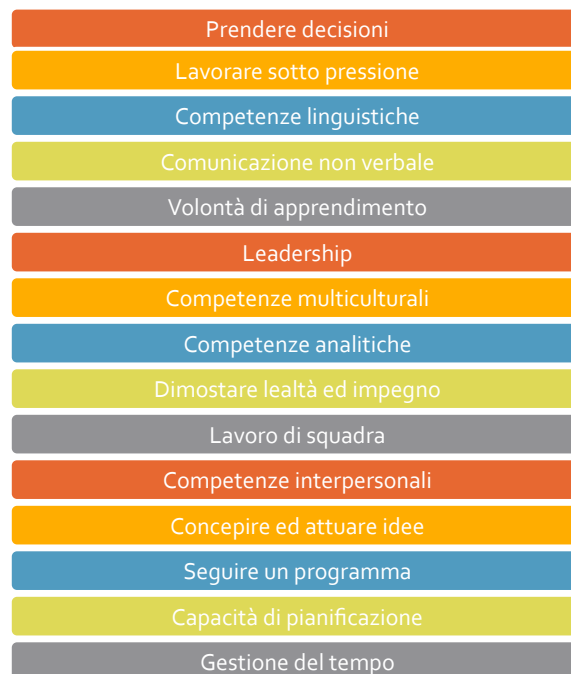 Prendere decisioni
Lavorare sotto pressione
Competenze linguistiche
Comunicazione non verbale
Volontà di apprendimento
Leadership
Competenze multiculturali
Competenze analitiche
Dimostare lealtà ed impegno
Lavoro di squadra
Competenze interpersonali
Concepire ed attuare idee
Seguire un programma
Capacità di pianificazione
Gestione del tempo